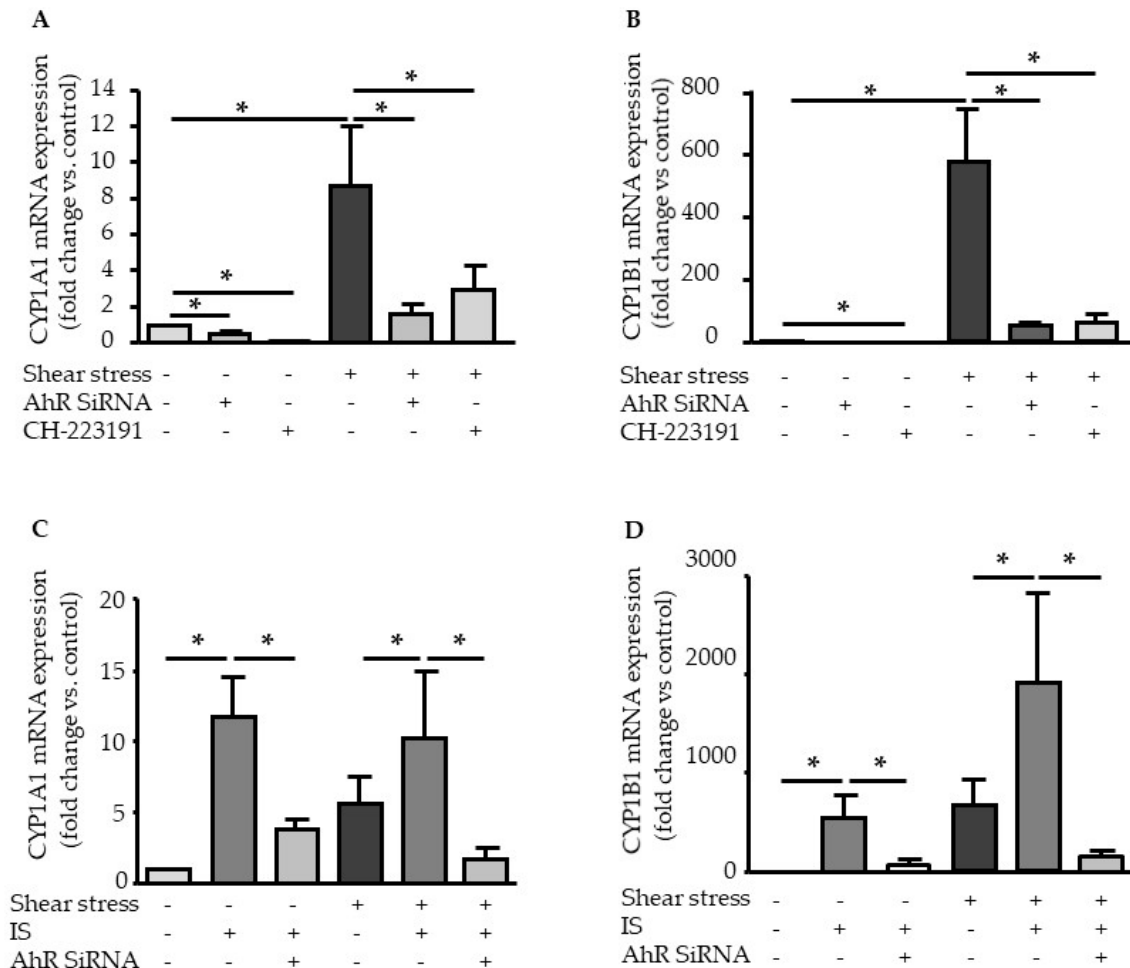 A
CYP1A1 mRNA expression
(fold change vs. control
14
12
10
8
6
4
2
0
* * * * *
Shear stress - - - + + +
AhR SiRNA - + - - + -
CH-223191 - - + - - +
B
CYP1B1 mRNA expression
(fold change vs control
800
600
400
200
0
* * * *
Shear stress - - - + + +
AhR SiRNA - + - - + -
CH-223191 - - + - - +
C
CYP1A1 mRNA expression
(fold change vs. control)
20
15
10
5
0
* * * *
Shear stress - - - + + +
IS - + + - + +
AhR SiRNA - - + - - +
D
CYP1B1 mRNA expression
(fold change vs control)
3000
2000
1000
0
* * * *
Shear stress - - - + + +
IS - + + - + +
AhR SiRNA - - + - - +